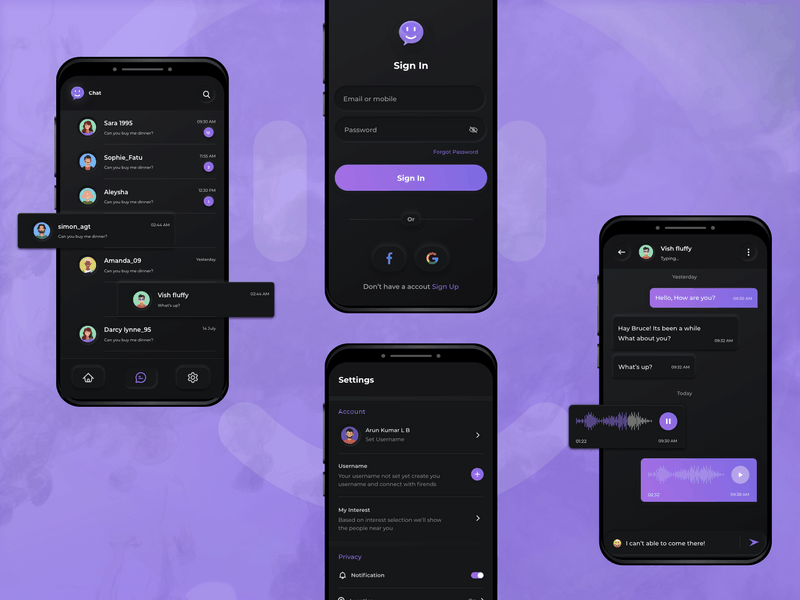 Chat
Sara 1995
09:30 AM
Can you buy me dinner?
Sophie_Fatu
11:55 AM
Can you buy me dinner?
Aleysha
12:30 PM
Can you buy me dinner?
simon_agt
02:44 AM
Can you buy me dinner?
Amanda_09
Yesterday
Can you buy me dinner?
Vish fluffy
02:44 AM
What's up?
Darcy lynne_95
14 July
Can you buy me dinner?
Sign In
Email or mobile
Password
Forgot Password
Sign In
Or
Don't have a accout Sign Up
Settings
Account
Arun Kumar L B
Set Username
Username
Your username not set yet create you
username and connect with firends
My Interest
Based on interest selection we'll show
the people near you
Privacy
Notification
Vish fluffy
Typing..
Yesterday
Hello, How are you?
09:30 AM
Hay Bruce! Its been a while
What about you?
09:32 AM
What's up?
09:32 AM
Today
01:22
09:30 AM
09:38 AM
I can't able to come there!